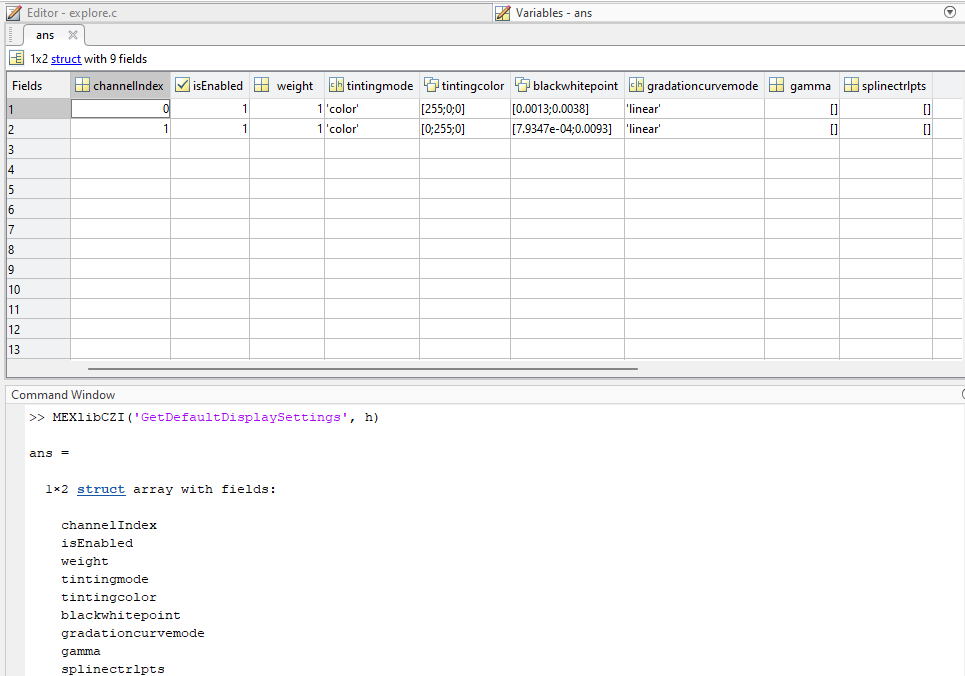 Editor - explore.c
Variables - ans
ans
1x2 struct with 9 fields
Fields channelIndex isEnabled weight tintingmode tintingcolor blackwhitepoint gradationcurvemode gamma splinectrlpts
1 0 1 1 'color' [255;0;0] [0.0013;0.0038] 'linear' [] []
2 1 1 1 'color' [0;255;0] [7.9347e-04;0.0093] 'linear' [] []
3
4
5
6
7
8
9
10
11
12
13
Command Window
>> MEXlibCZI('GetDefaultDisplaySettings', h)
ans =
1×2 struct array with fields:
channelIndex
isEnabled
weight
tintingmode
tintingcolor
blackwhitepoint
gradationcurvemode
gamma
splinectrlpts